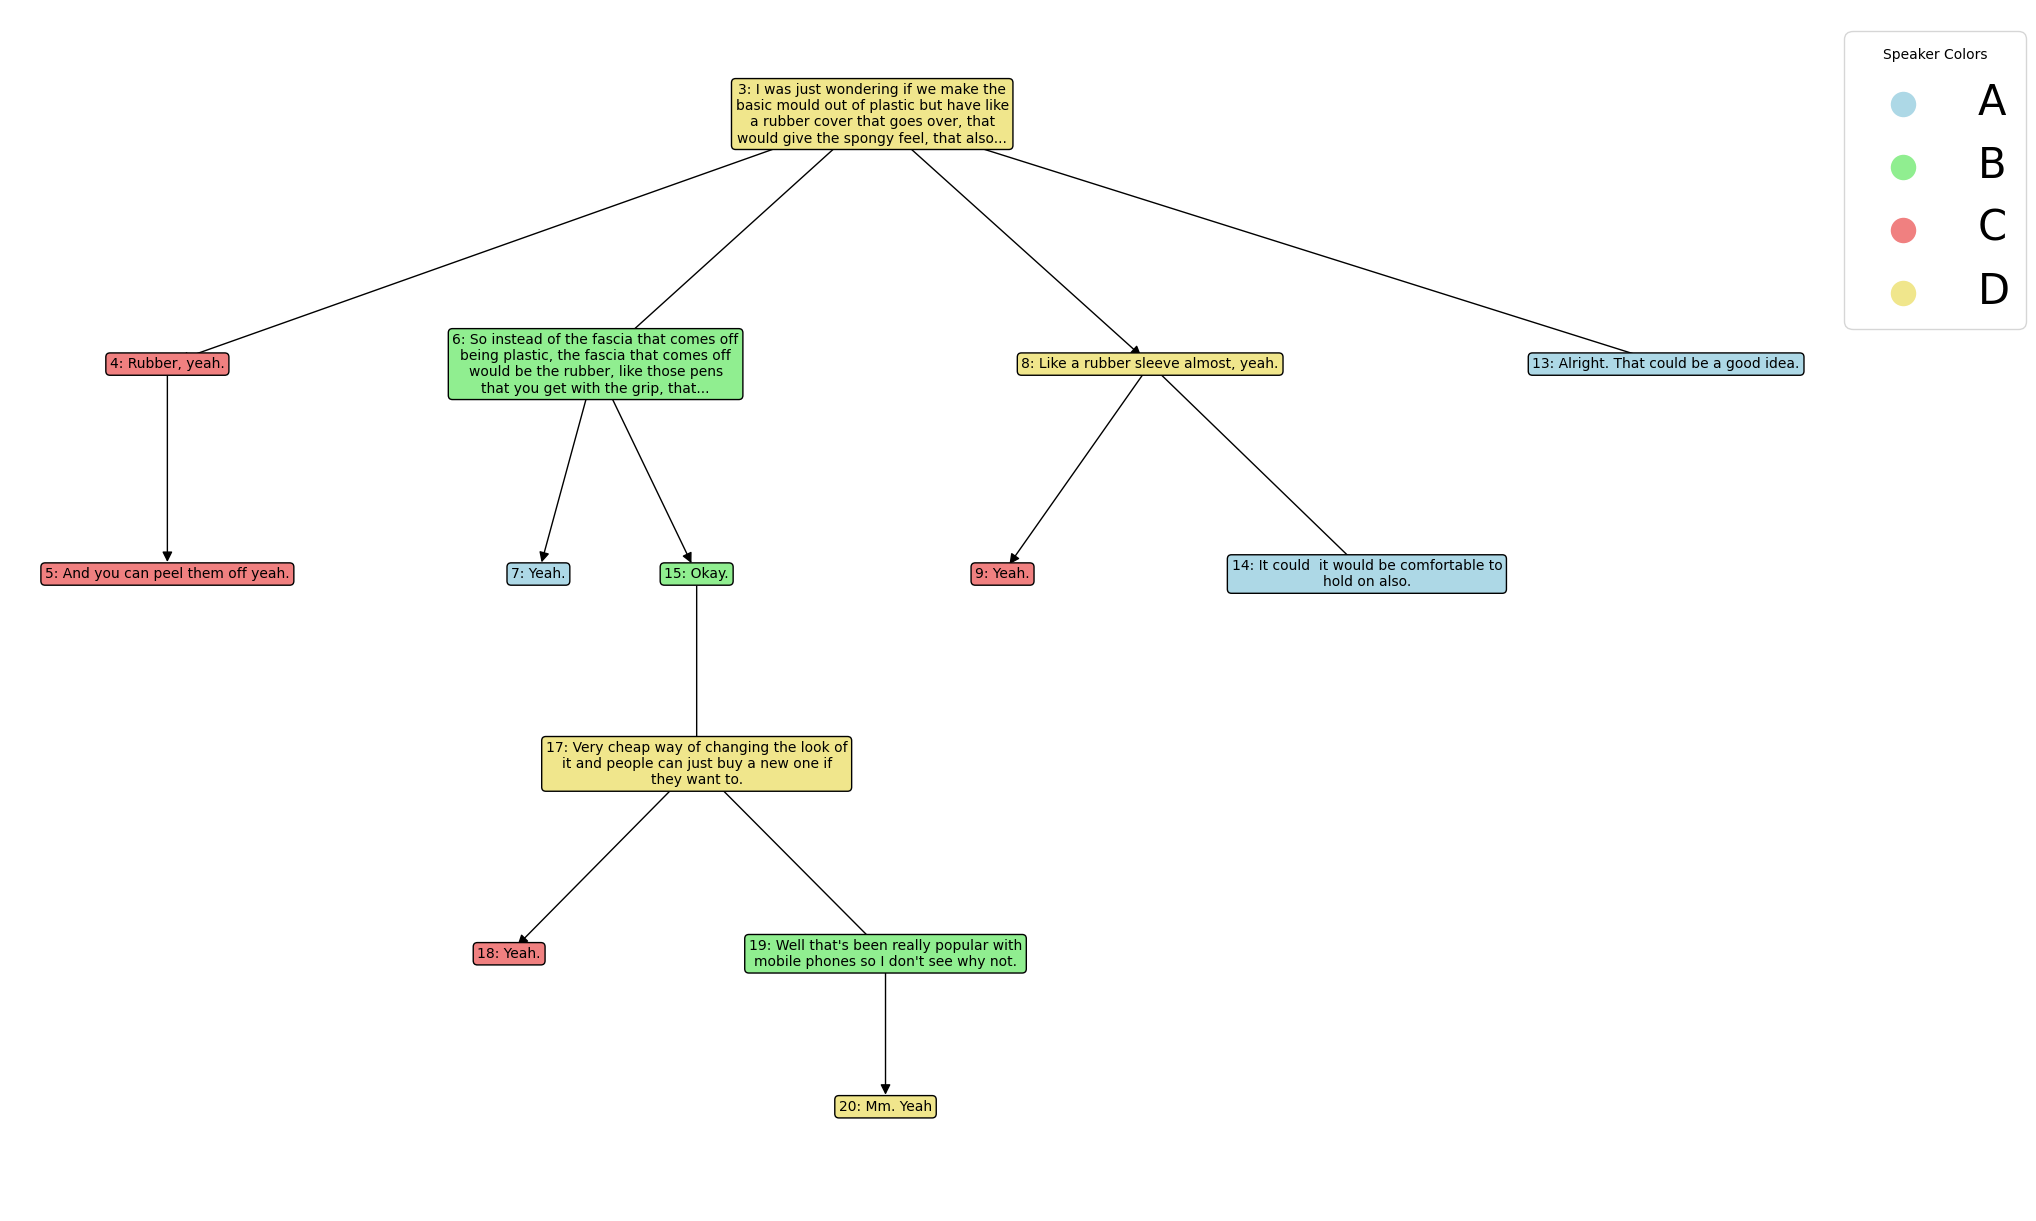 Speaker Colors
A
B
C
D
3: I was just wondering if we make the
basic mould out of plastic but have like
a rubber cover that goes over, that
would give the spongy feel, that also...
4: Rubber, yeah.
6: So instead of the fascia that comes off
being plastic, the fascia that comes off
would be the rubber, like those pens
that you get with the grip, that...
8: Like a rubber sleeve almost, yeah.
13: Alright. That could be a good idea.
5: And you can peel them off yeah.
7: Yeah.
15: Okay.
9: Yeah.
14: It could  it would be comfortable to
hold on also.
17: Very cheap way of changing the look of
it and people can just buy a new one if
they want to.
18: Yeah.
19: Well that's been really popular with
mobile phones so I don't see why not.
20: Mm. Yeah